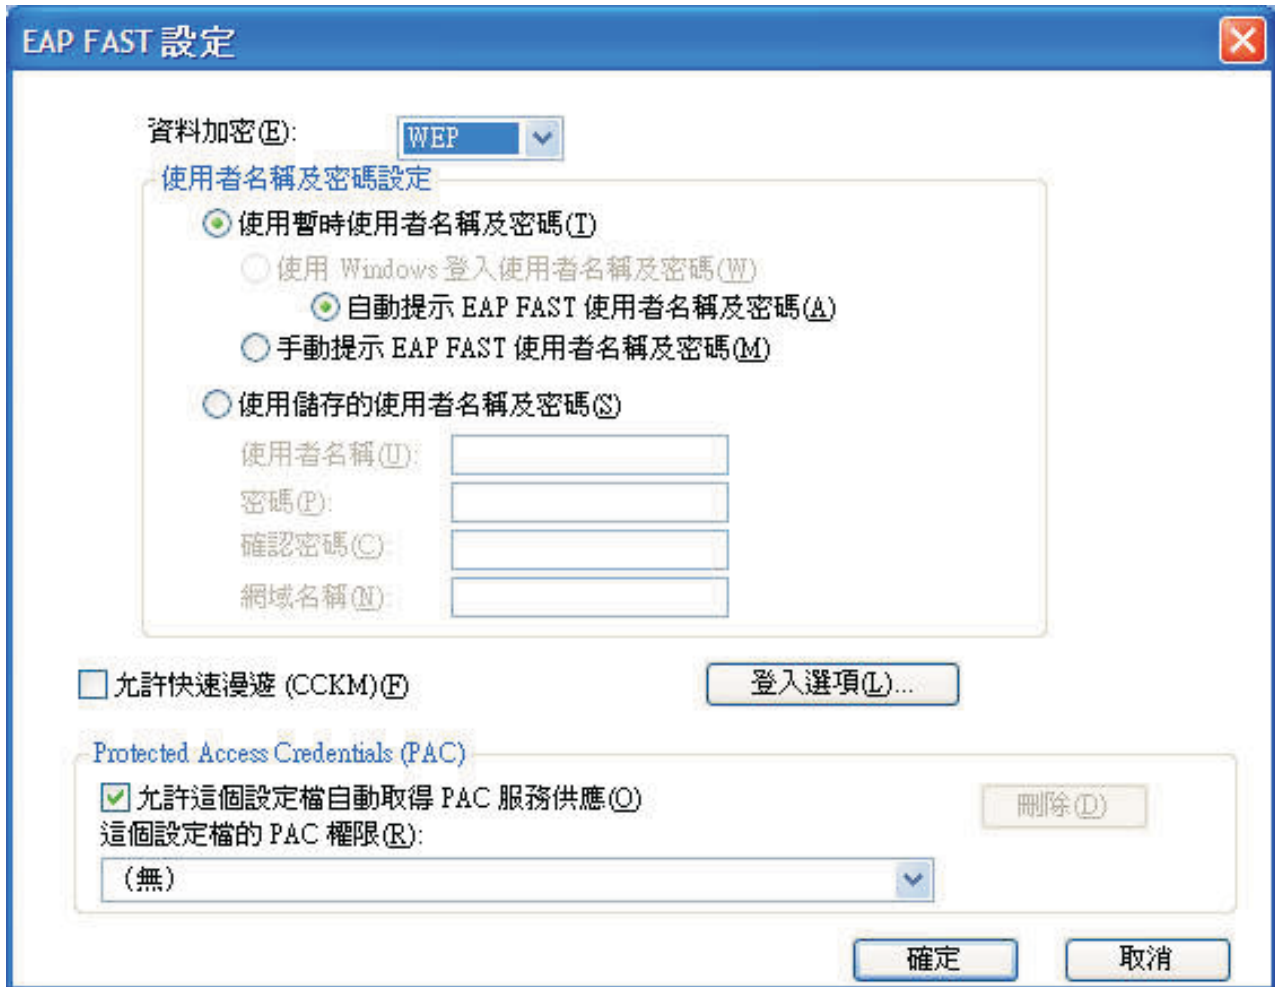 EAP FAST 設定
資料加密(E): WEP
使用者名稱及密碼設定
使用暫時使用者名稱及密碼(T)
使用 Windows 登入使用者名稱及密碼(W)
自動提示 EAP FAST 使用者名稱及密碼(A)
手動提示 EAP FAST 使用者名稱及密碼(M)
使用儲存的使用者名稱及密碼(S)
使用者名稱(U):
密碼(P):
確認密碼(C):
網域名稱(N):
允許快速漫遊 (CCKM)(F) 登入選項(L)...
Protected Access Credentials (PAC)
允許這個設定檔自動取得 PAC 服務供應(O) 刪除(D)
這個設定檔的 PAC 權限(R):
(無)
確定 取消